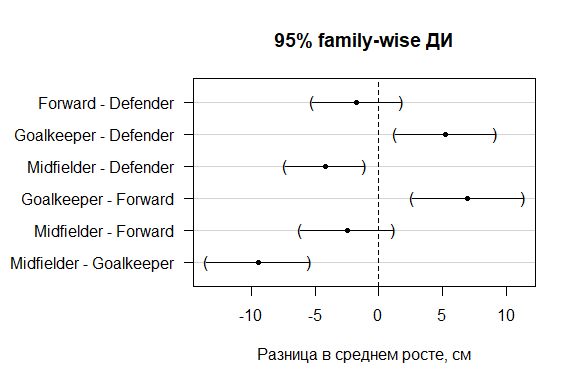 95% family-wise ДИ
Forward - Defender
Goalkeeper - Defender
Midfielder - Defender
Goalkeeper - Forward
Midfielder - Forward
Midfielder - Goalkeeper
-10 -5 0 5 10
Разница в среднем росте, см